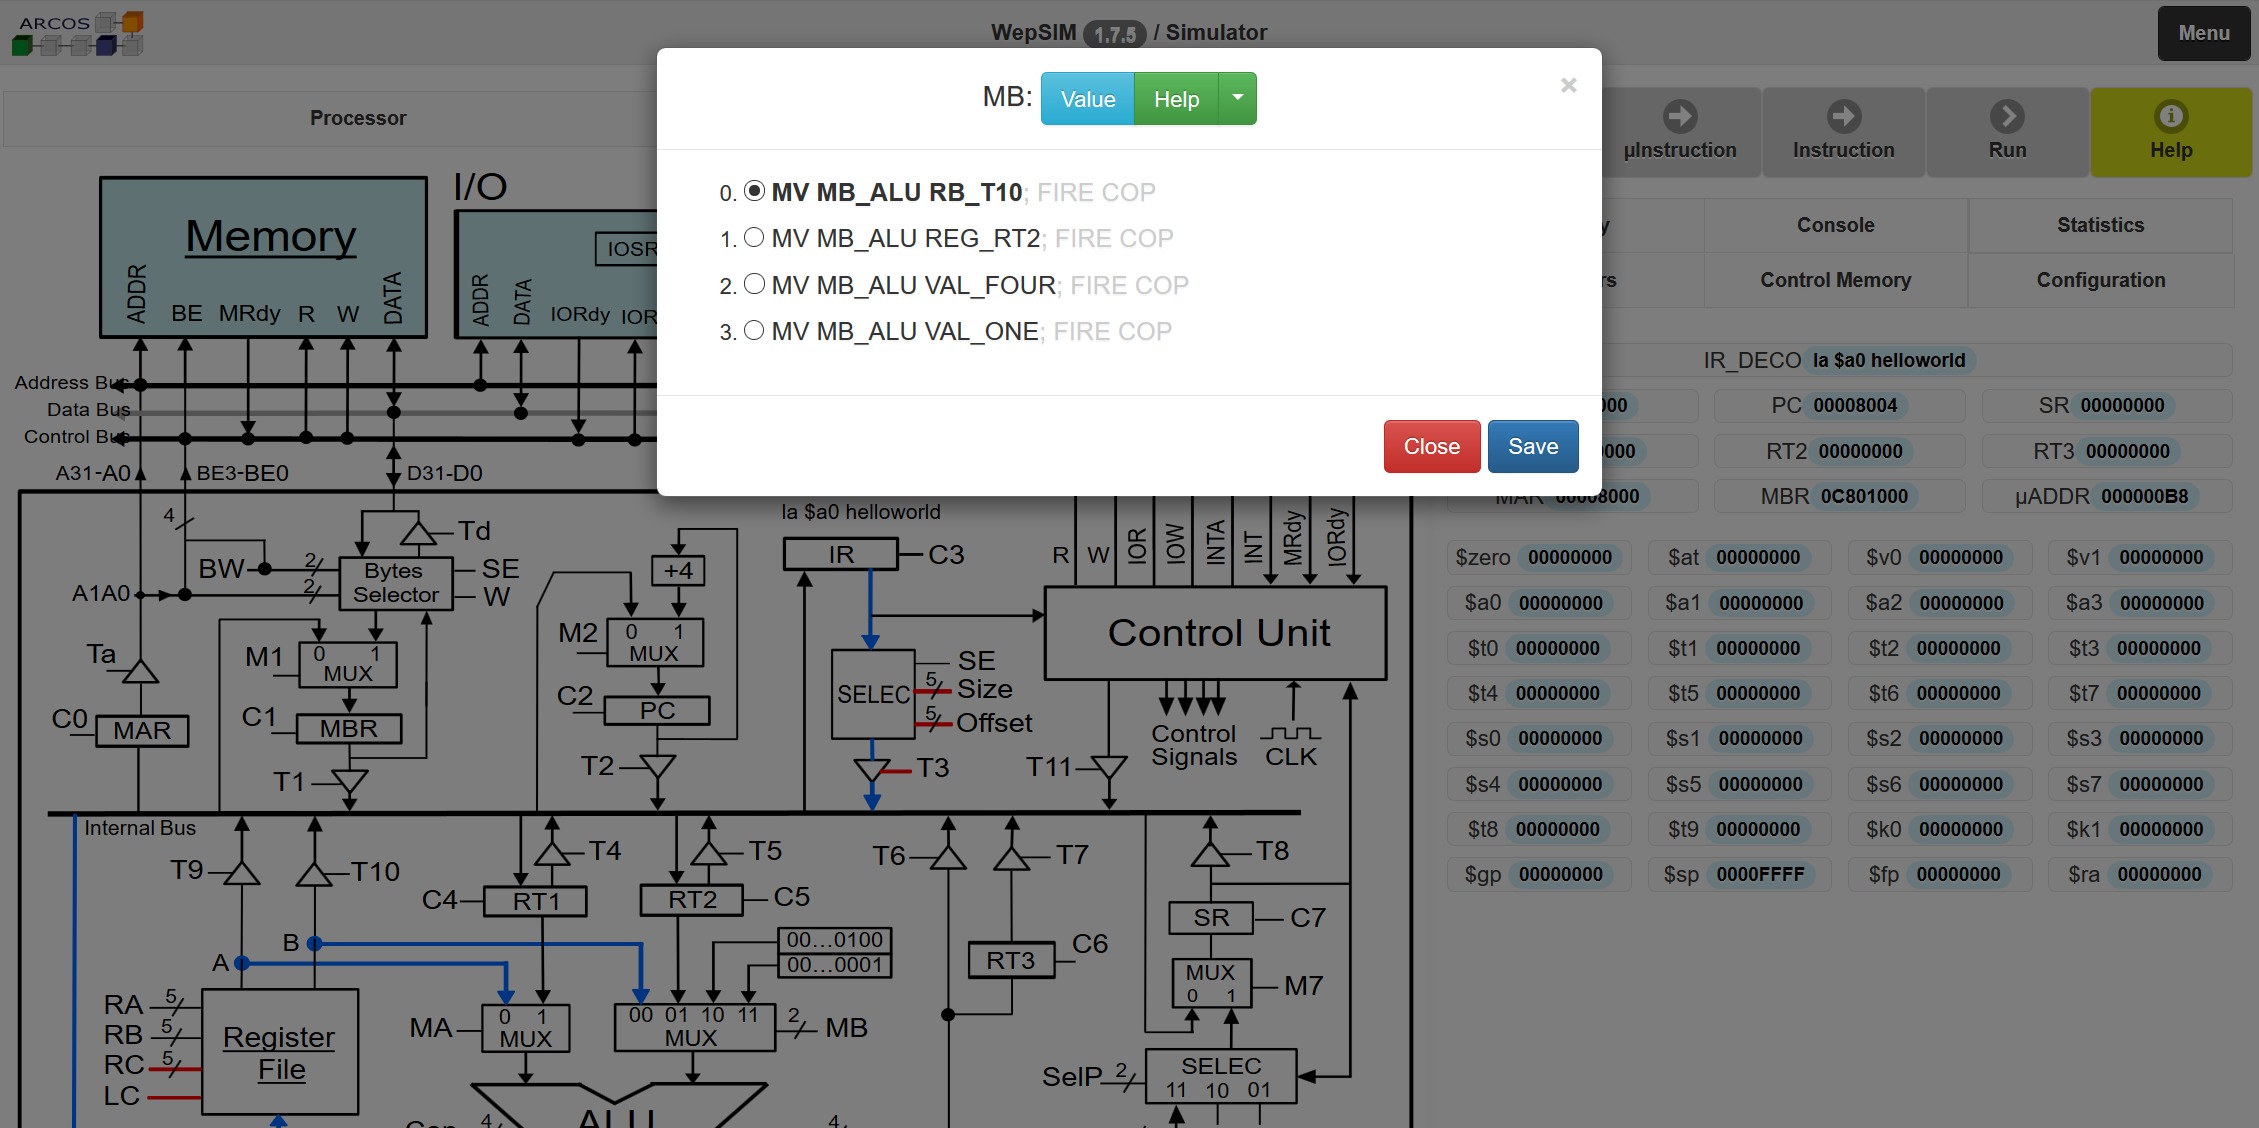 ARCOS
WepSIM 1.7.5 / Simulator
Menu
Processor
MB: Value Help
×
0. MV MB_ALU RB_T10; FIRE COP
1. MV MB_ALU REG_RT2; FIRE COP
2. MV MB_ALU VAL_FOUR; FIRE COP
3. MV MB_ALU VAL_ONE; FIRE COP
Close Save
µInstruction Instruction Run Help
y Console Statistics
rs Control Memory Configuration
IR_DECO la $a0 helloworld
000 PC 00008004 SR 00000000
0000 RT2 00000000 RT3 00000000
MAR 00008000 MBR 0C801000 µADDR 000000B8
$zero 00000000 $at 00000000 $v0 00000000 $v1 00000000
$a0 00000000 $a1 00000000 $a2 00000000 $a3 00000000
$t0 00000000 $t1 00000000 $t2 00000000 $t3 00000000
$t4 00000000 $t5 00000000 $t6 00000000 $t7 00000000
$s0 00000000 $s1 00000000 $s2 00000000 $s3 00000000
$s4 00000000 $s5 00000000 $s6 00000000 $s7 00000000
$t8 00000000 $t9 00000000 $k0 00000000 $k1 00000000
$gp 00000000 $sp 0000FFFF $fp 00000000 $ra 00000000
I/O
Memory
IOSR
ADDR BE MRdy R W DATA
ADDR DATA IORdy IOR
Address Bus
Data Bus
Control Bus
A31-A0 BE3-BE0 D31-D0
la $a0 helloworld
4 Td
IR C3
R W IOR IOW INTA INT MRdy IORdy
BW 2 Bytes SE
A1A0 2 Selector W
+4
M2 0 1
MUX
Control Unit
Ta M1 0 1
MUX
SE
SELEC 5 Size
5 Offset
C0 MAR C1 MBR
C2 PC
Control
Signals CLK
T1 T2 T3 T11
Internal Bus
T9 T10 T4 T5 T6 T7 T8
C4 RT1 RT2 C5
SR C7
B
A
00...0100
00...0001
RT3 C6
MUX
0 1 M7
RA 5
RB 5
RC 5
LC
Register
File
MA 0 1
MUX
00 01 10 11
MUX 2 MB
SelP 2 SELEC
11 10 01
Cop 4 ALU 4